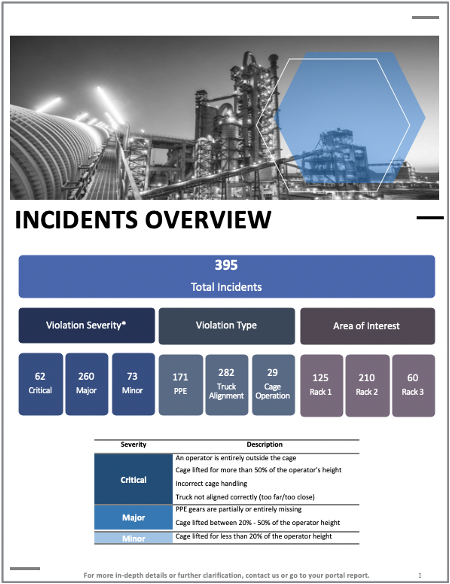 INCIDENTS OVERVIEW
395
Total Incidents
Violation Severity*
Violation Type
Area of Interest
62
Critical
260
Major
73
Minor
171
PPE
282
Truck
Alignment
29
Cage
Operation
125
Rack 1
210
Rack 2
60
Rack 3
Severity
Description
Critical
An operator is entirely outside the cage
Cage lifted for more than 50% of the operator's height
Incorrect cage handling
Truck not aligned correctly (too far/too close)
Major
PPE gears are partially or entirely missing
Cage lifted between 20% - 50% of the operator height
Minor
Cage lifted for less than 20% of the operator height
For more in-depth details or further clarification, contact us or go to your portal report.
1